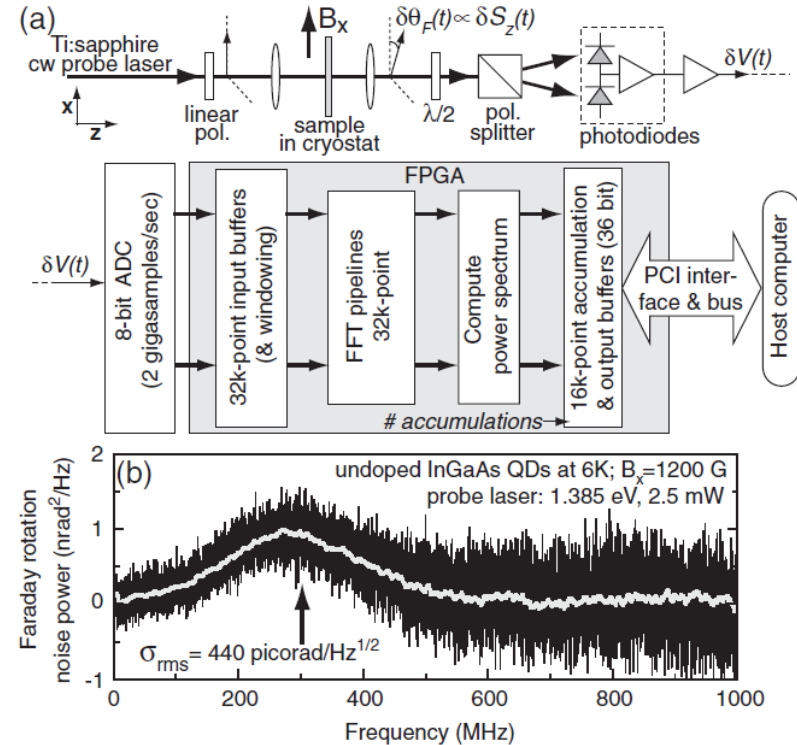 (a)
Ti:sapphire
cw probe laser
B_x
δθ_F(t)∝ δS_z(t)
δV(t)
x
z
linear
pol.
sample
in cryostat
λ/2
pol.
splitter
photodiodes
FPGA
δV(t)
8-bit ADC
(2 gigasamples/sec)
32k-point input buffers
(& windowing)
FFT pipelines
32k-point
Compute
power spectrum
16k-point accumulation
& output buffers (36 bit)
# accumulations
PCI inter-
face & bus
Host computer
(b)
undoped InGaAs QDs at 6K; B_x=1200 G
probe laser: 1.385 eV, 2.5 mW
Faraday rotation
noise power (nrad²/Hz)
2
1
0
-1
σ_rms= 440 picorad/Hz^1/2
0
200
400
600
800
1000
Frequency (MHz)